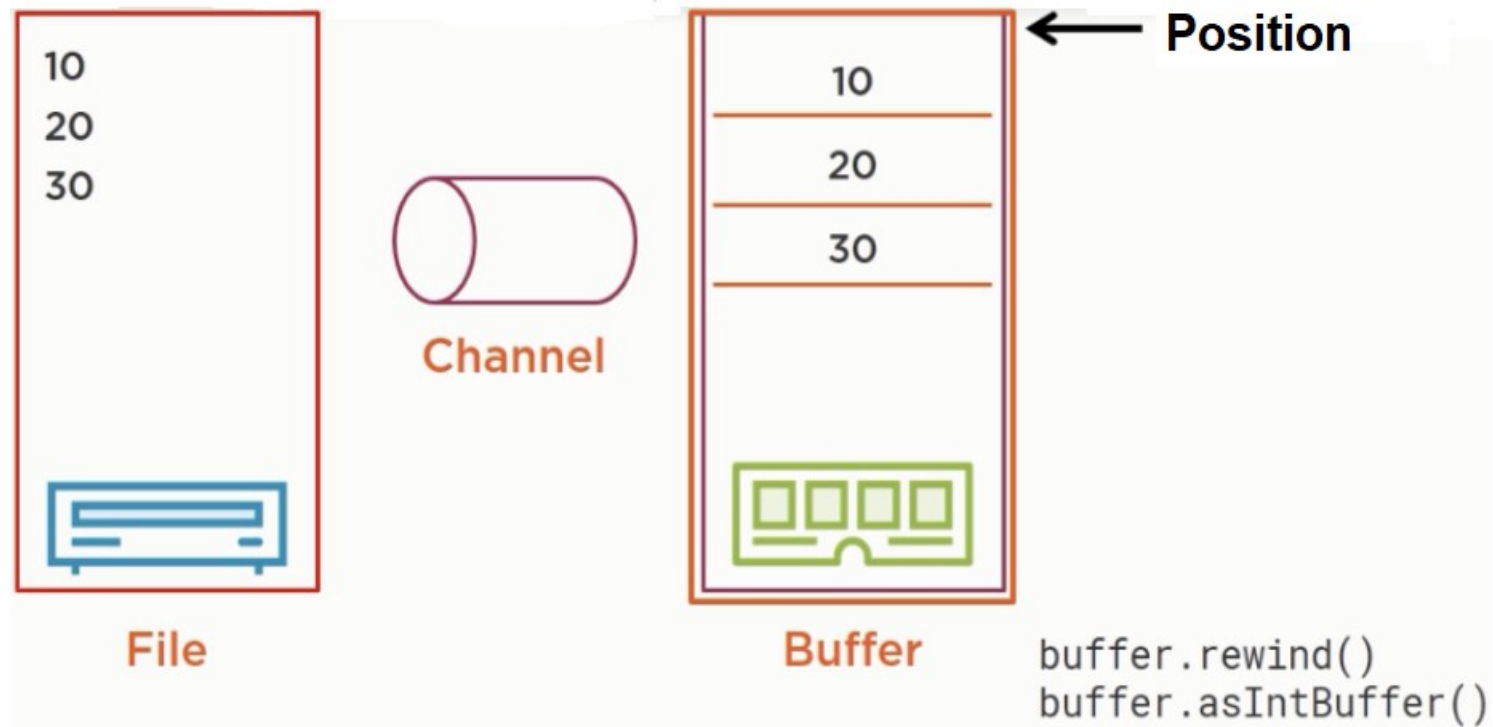 10
20
30
File
Channel
10
20
30
Buffer
Position
buffer.rewind()
buffer.asIntBuffer()